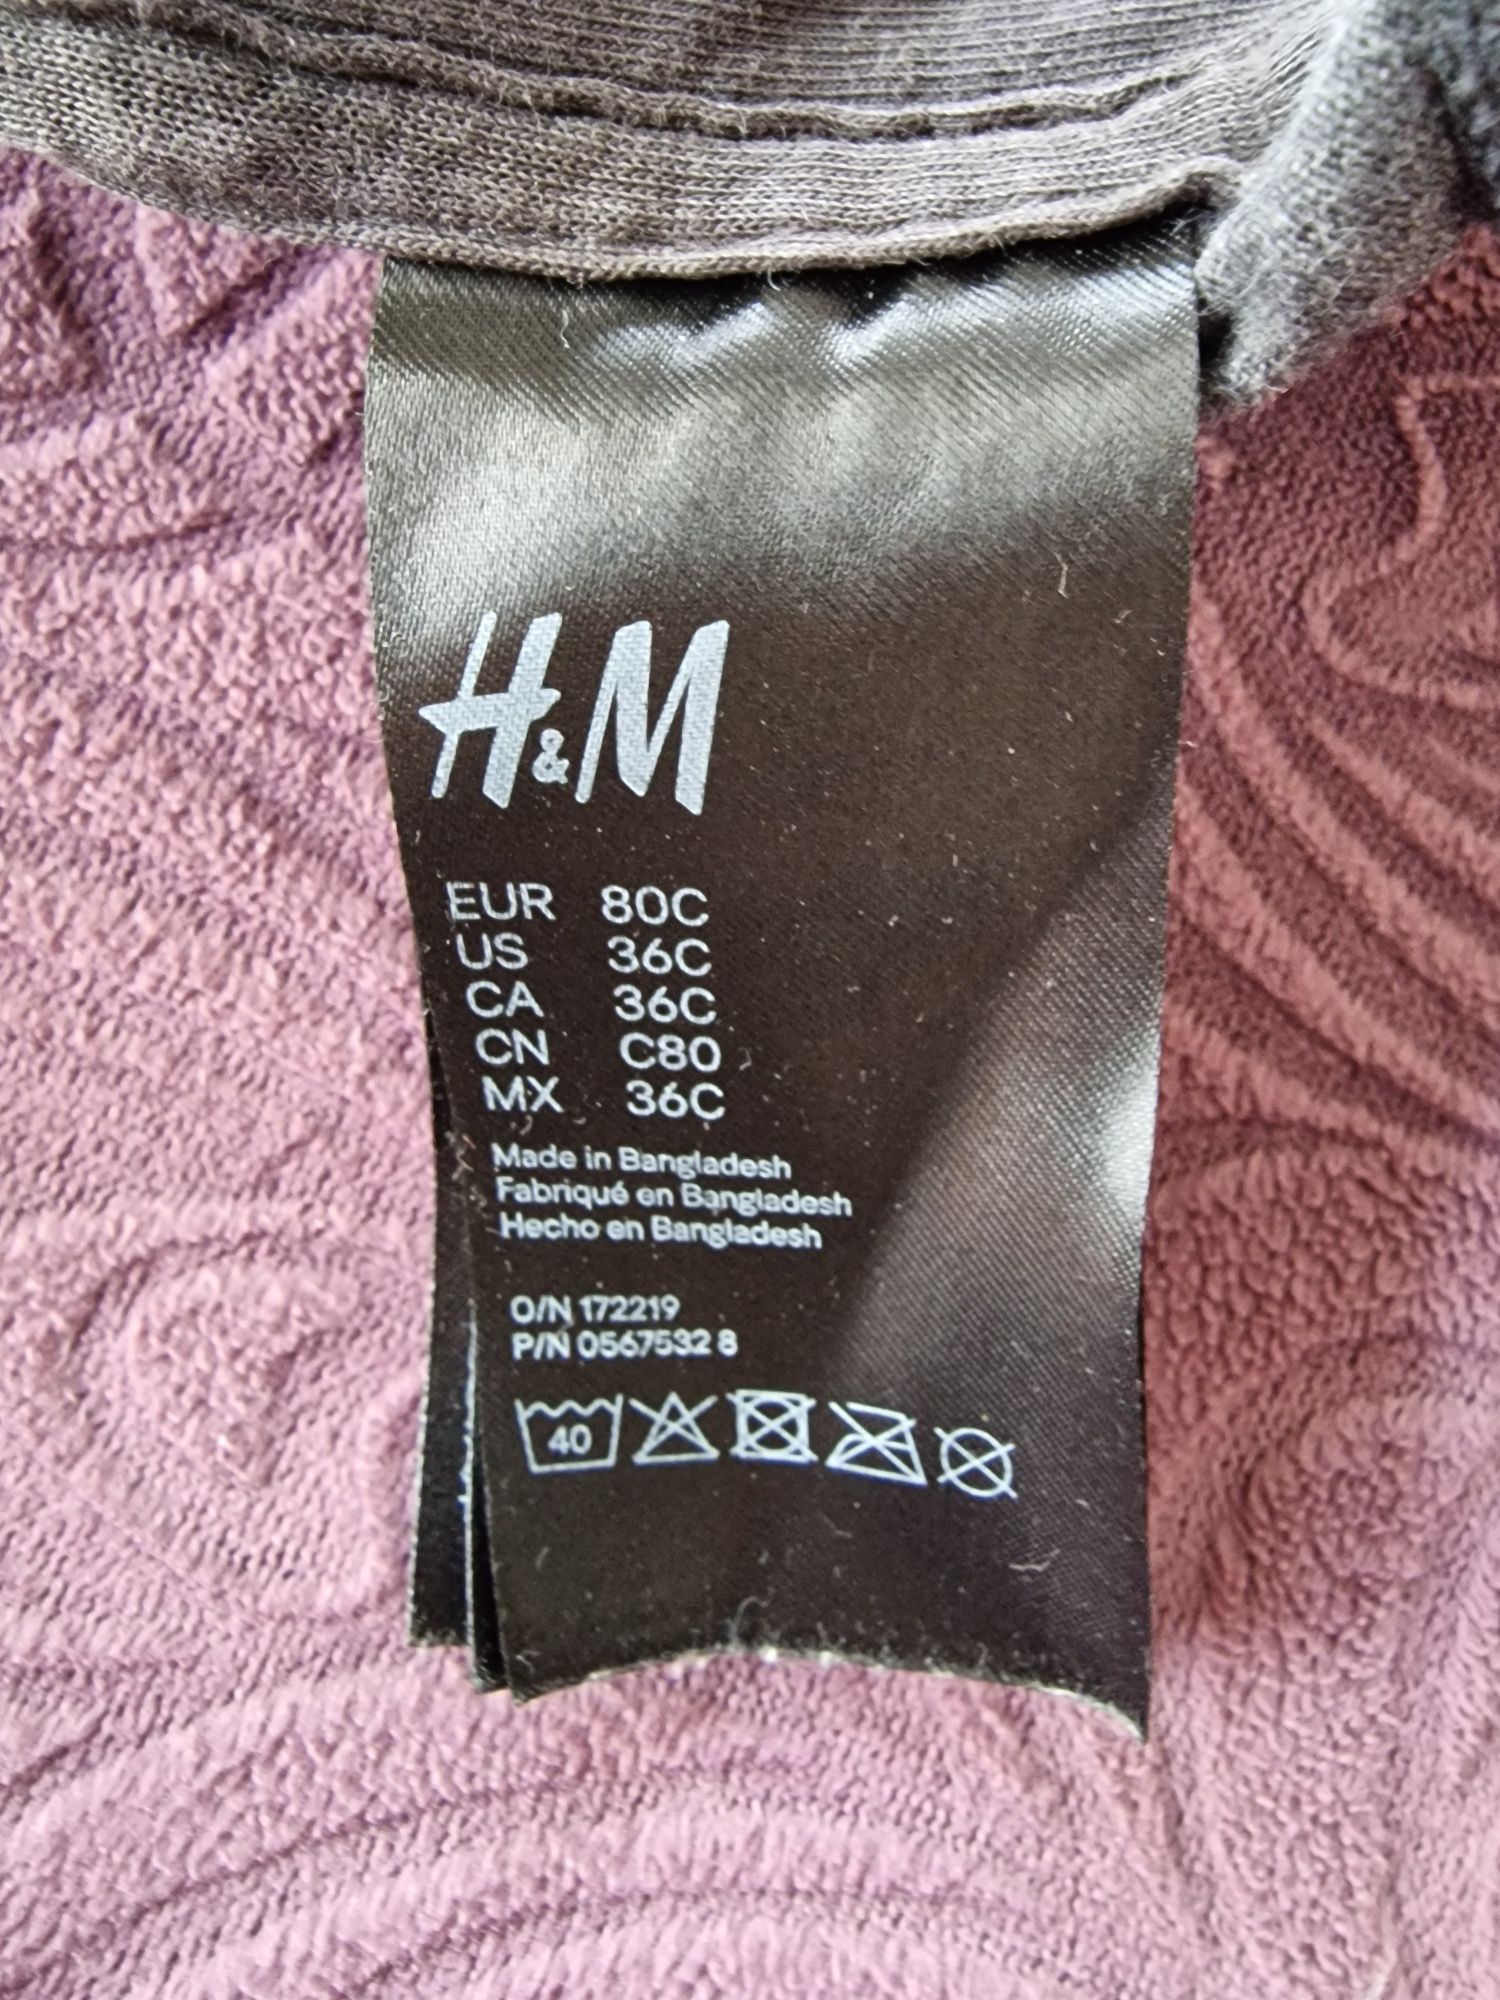 H&M
EUR 80C
US 36C
CA 36C
CN C80
MX 36C
Made in Bangladesh
Fabriqué en Bangladesh
Hecho en Bangladesh
O/N 172219
P/N 0567532 8
40